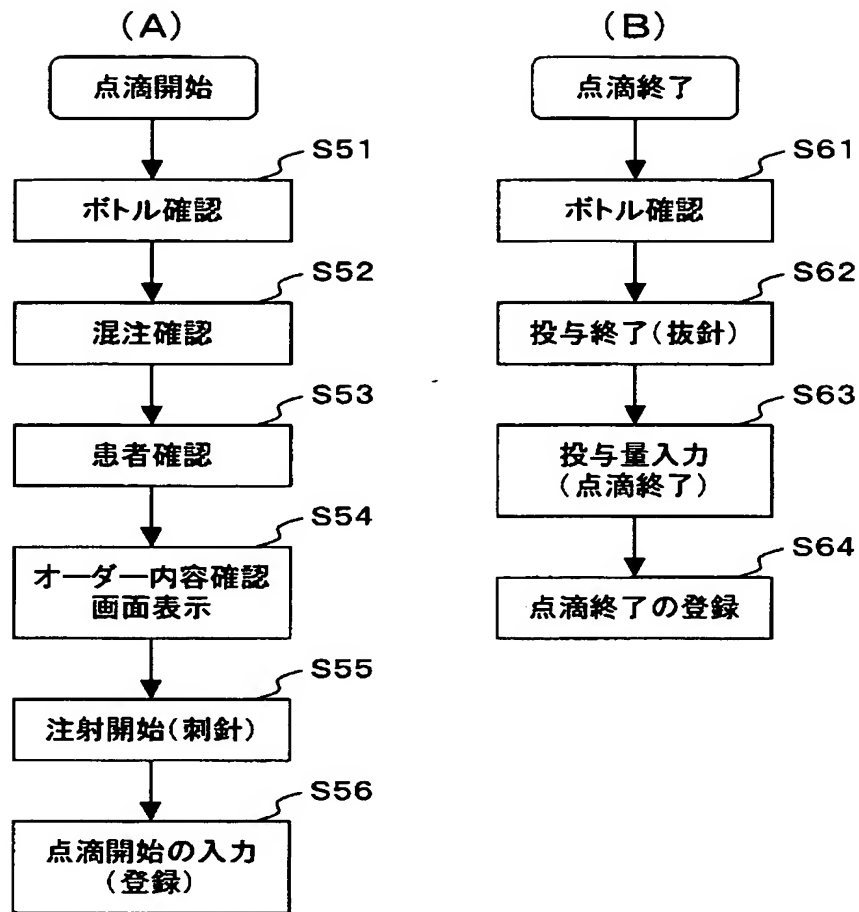 (A)
点滴開始
S51
ボトル確認
S52
混注確認
S53
患者確認
S54
オーダー内容確認
画面表示
S55
注射開始(刺針)
S56
点滴開始の入力
(登録)
(B)
点滴終了
S61
ボトル確認
S62
投与終了(抜針)
S63
投与量入力
(点滴終了)
S64
点滴終了の登録